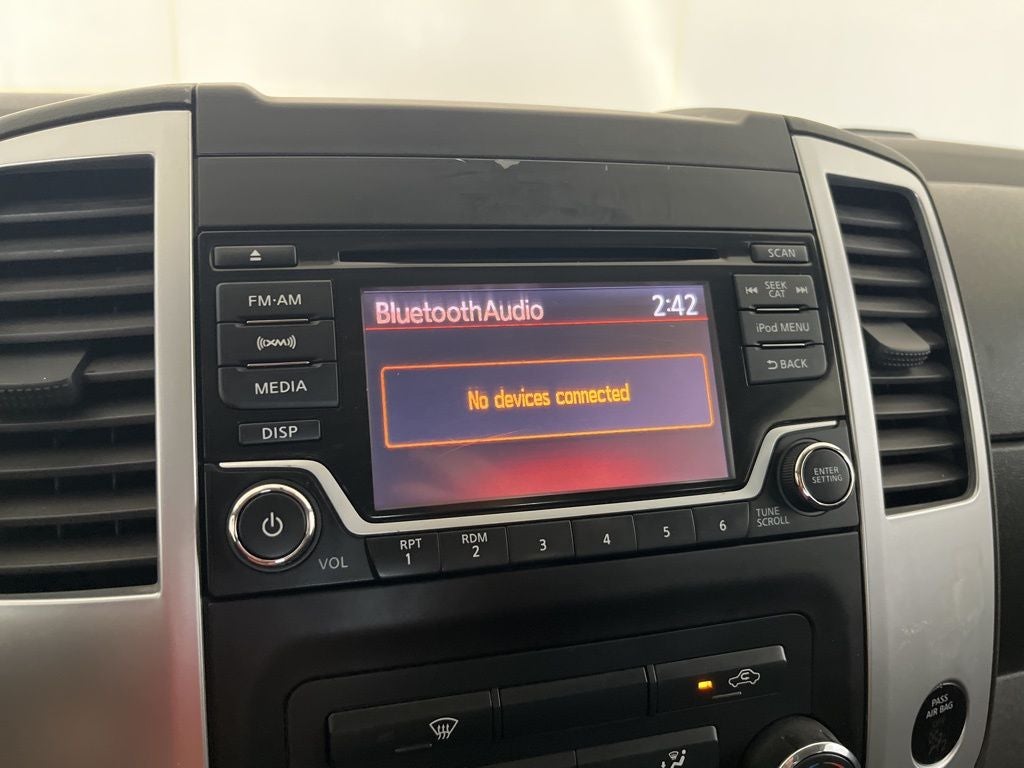 SCAN
FM·AM
BluetoothAudio 2:42
SEEK
CAT
XM
iPod MENU
MEDIA
No devices connected
BACK
DISP
ENTER
SETTING
TUNE
SCROLL
VOL
RPT
1
RDM
2
3
4
5
6
PASS
AIR BAG